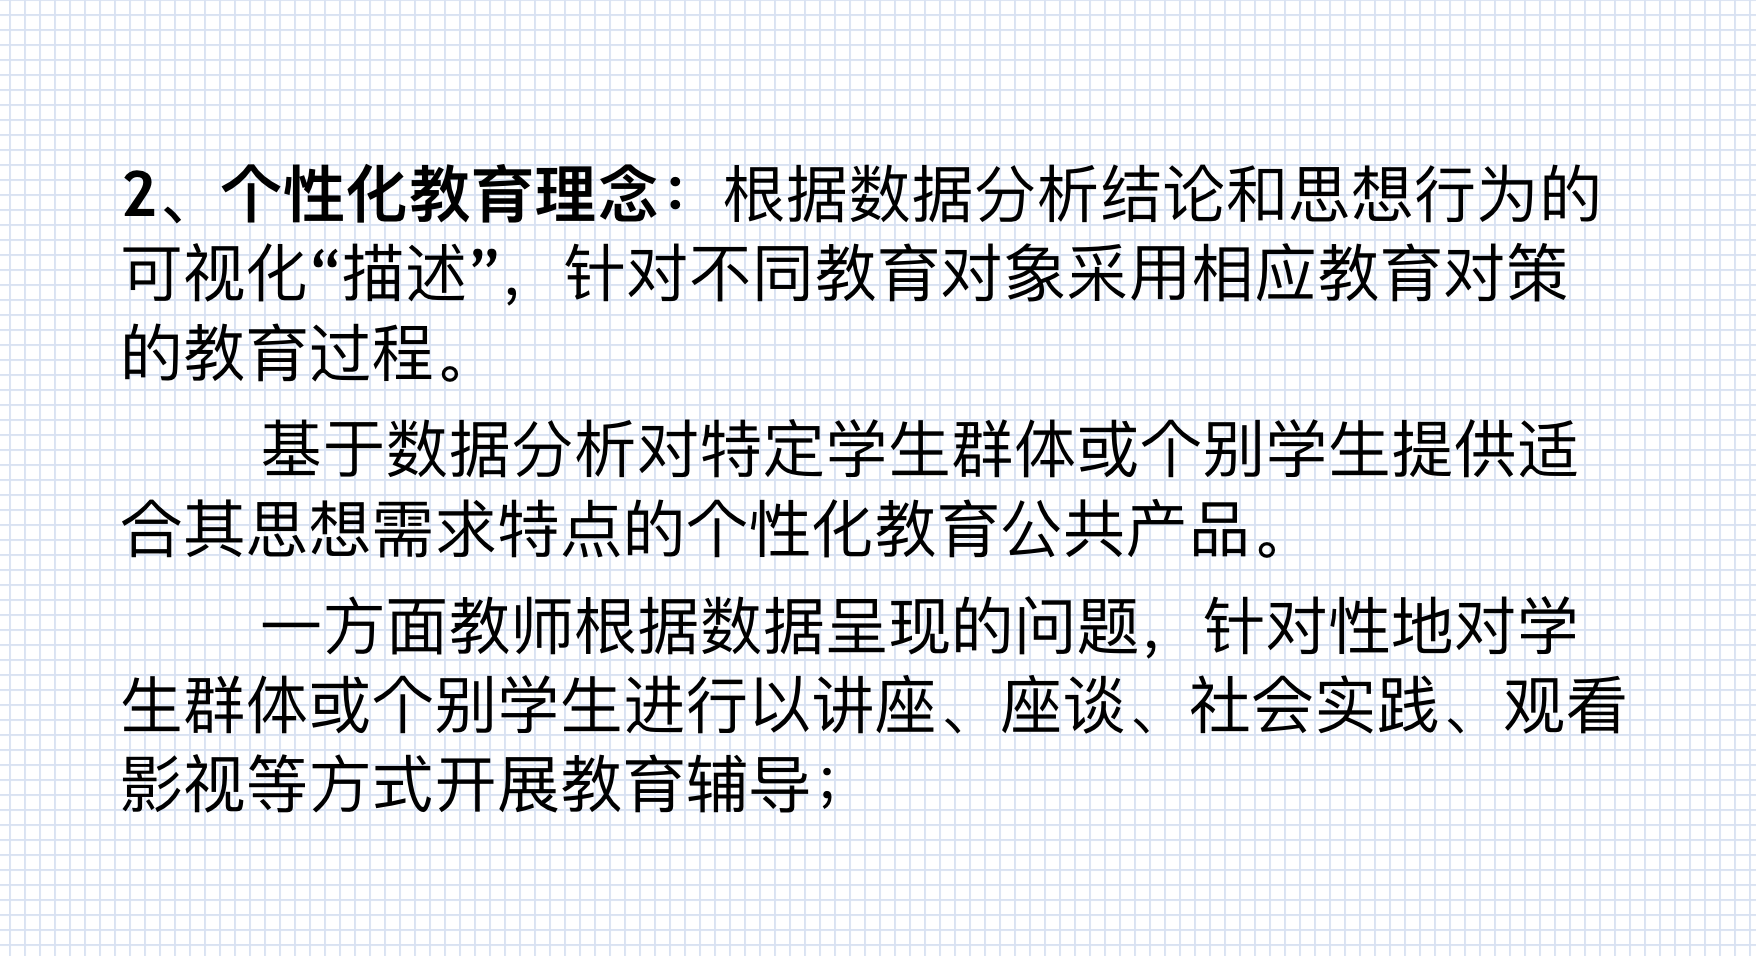 2、个性化教育理念：根据数据分析结论和思想行为的
可视化“描述”，针对不同教育对象采用相应教育对策
的教育过程。
基于数据分析对特定学生群体或个别学生提供适
合其思想需求特点的个性化教育公共产品。
一方面教师根据数据呈现的问题，针对性地对学
生群体或个别学生进行以讲座、座谈、社会实践、观看
影视等方式开展教育辅导；